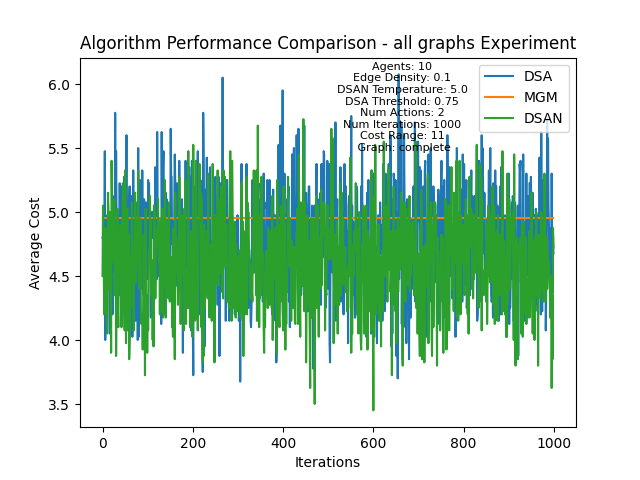 Algorithm Performance Comparison - all graphs Experiment
Agents: 10
Edge Density: 0.1
DSAN Temperature: 5.0
DSA Threshold: 0.75
Num Actions: 2
Num Iterations: 1000
Cost Range: 11
Graph: complete
DSA
MGM
DSAN
Average Cost
6.0
5.5
5.0
4.5
4.0
3.5
0 200 400 600 800 1000
Iterations